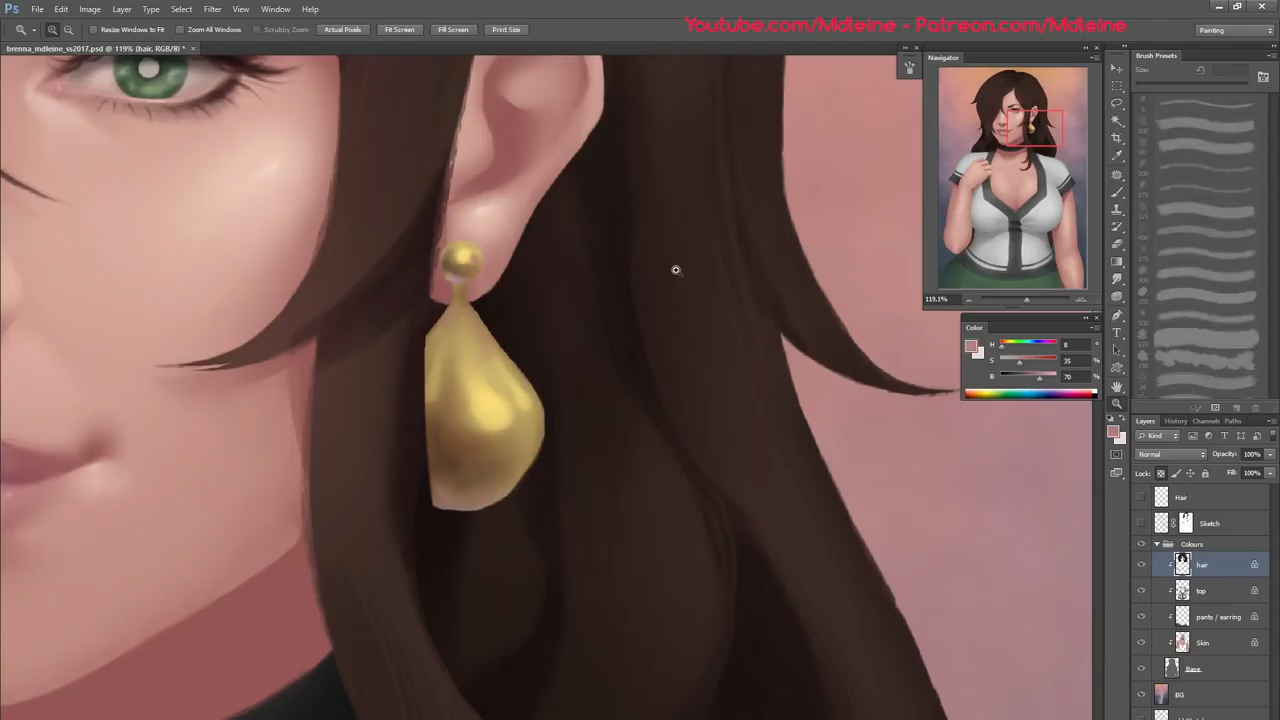 Ps File Edit Image Layer Type Select Filter View Window Help
Youtube.com/Mdleine - Patreon.com/Mdleine
Resize Windows to Fit Zoom All Windows Scrubby Zoom Actual Pixels Fit Screen Fill Screen Print Size Painting
brenna_mdleine_ss2017.psd @ 119% (hair, RGB/8) *
Navigator
119.1%
Brush Presets
Size:
Color
H 8 °
S 35 %
B 70 %
Layers History Channels Paths
Kind
Normal Opacity: 100%
Lock: Fill: 100%
Hair
Sketch
Colours
hair
top
pants / earring
Skin
Base
BG